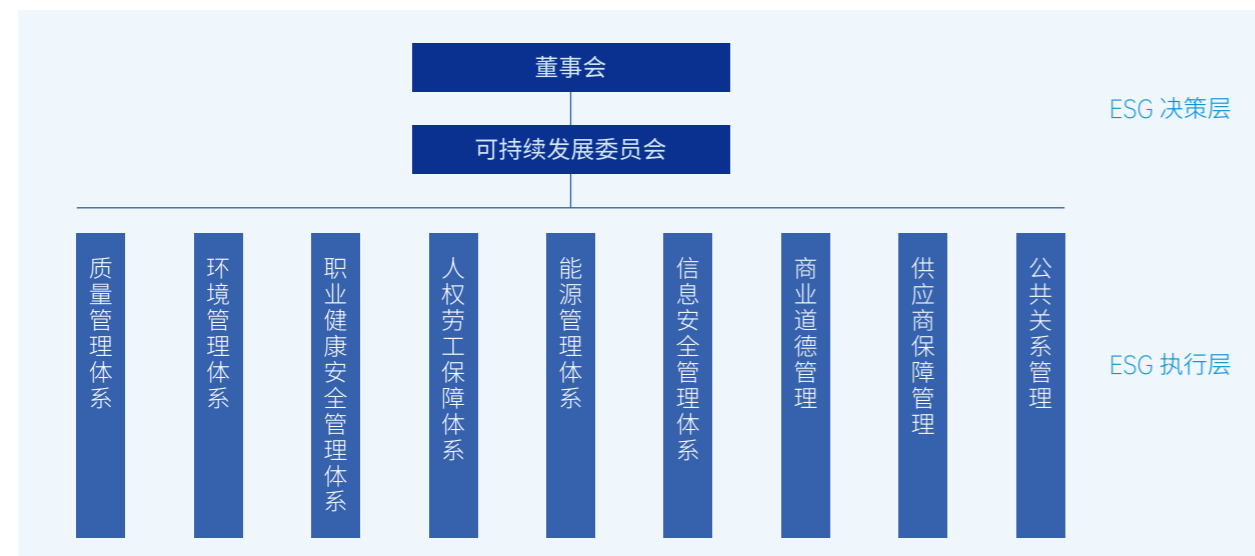 董事会
ESG 决策层
可持续发展委员会
质量管理体系
环境管理体系
职业健康安全管理体系
人权劳工保障体系
能源管理体系
信息安全管理体系
商业道德管理
供应商保障管理
公共关系管理
ESG 执行层